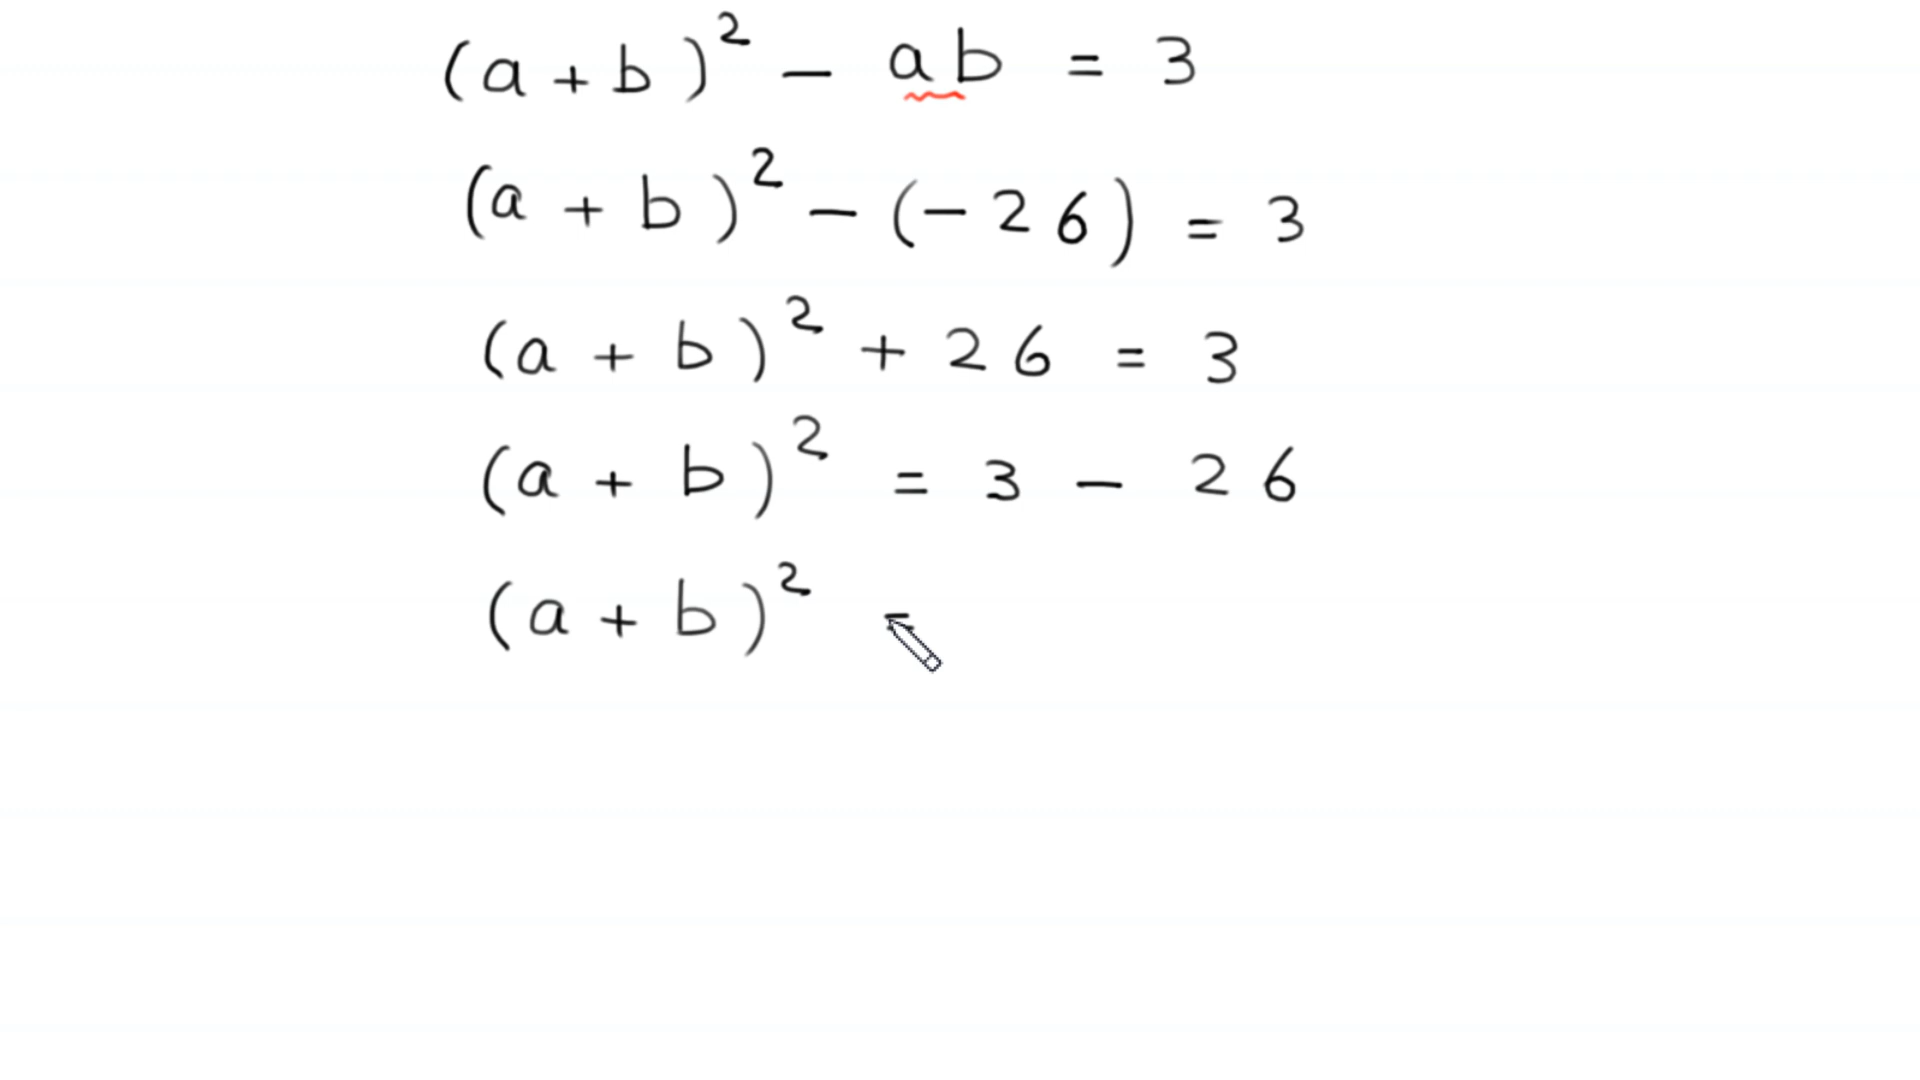 (a + b)² - ab = 3
(a + b)² - (-26) = 3
(a + b)² + 26 = 3
(a + b)² = 3 - 26
(a + b)² =